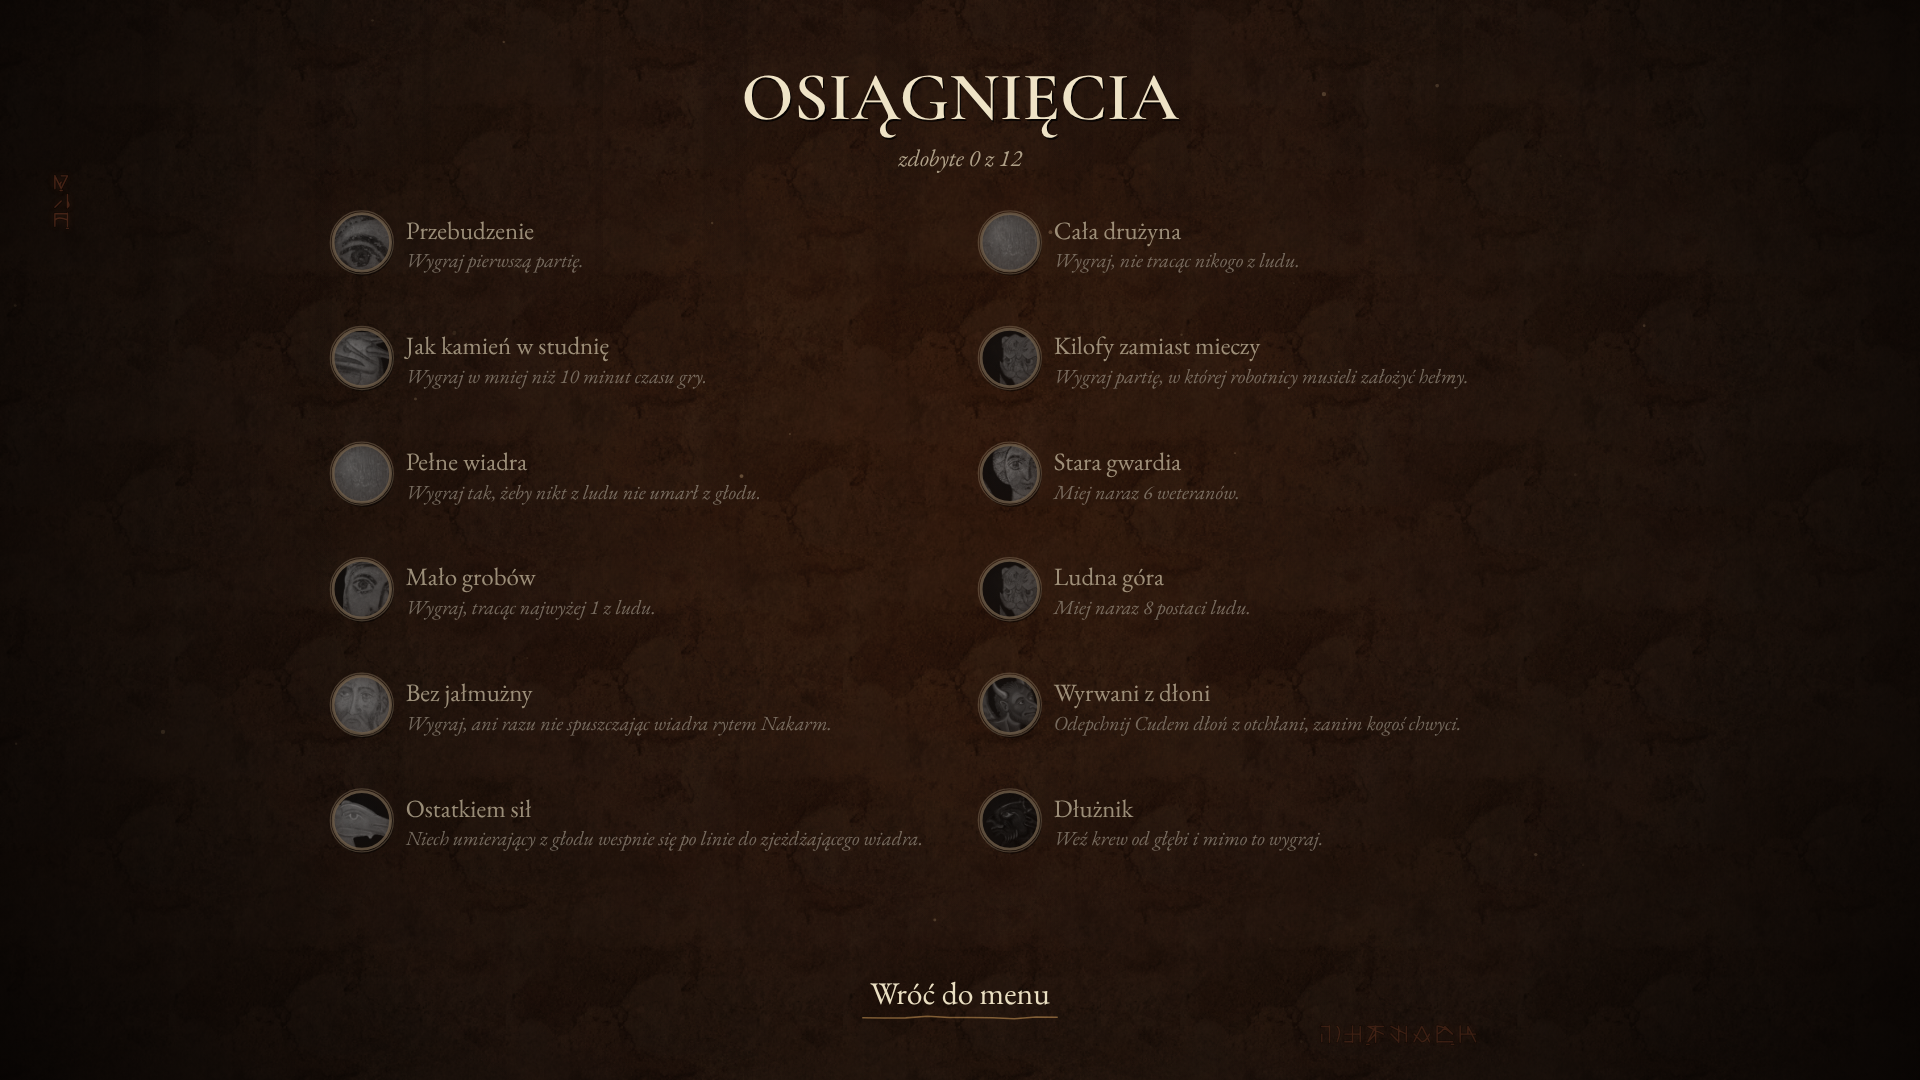 OSIĄGNIĘCIA
zdobyte 0 z 12
Przebudzenie
Wygraj pierwszą partię.
Cała drużyna
Wygraj, nie tracąc nikogo z ludu.
Jak kamień w studnię
Wygraj w mniej niż 10 minut czasu gry.
Kilofy zamiast mieczy
Wygraj partię, w której robotnicy musieli założyć hełmy.
Pełne wiadra
Wygraj tak, żeby nikt z ludu nie umarł z głodu.
Stara gwardia
Miej naraz 6 weteranów.
Mało grobów
Wygraj, tracąc najwyżej 1 z ludu.
Ludna góra
Miej naraz 8 postaci ludu.
Bez jałmużny
Wygraj, ani razu nie spuszczając wiadra rytem Nakarm.
Wyrwani z dłoni
Odepchnij Cudem dłoń z otchłani, zanim kogoś chwyci.
Ostatkiem sił
Niech umierający z głodu wespnie się po linie do zjeżdżającego wiadra.
Dłużnik
Weź krew od głębi i mimo to wygraj.
Wróć do menu